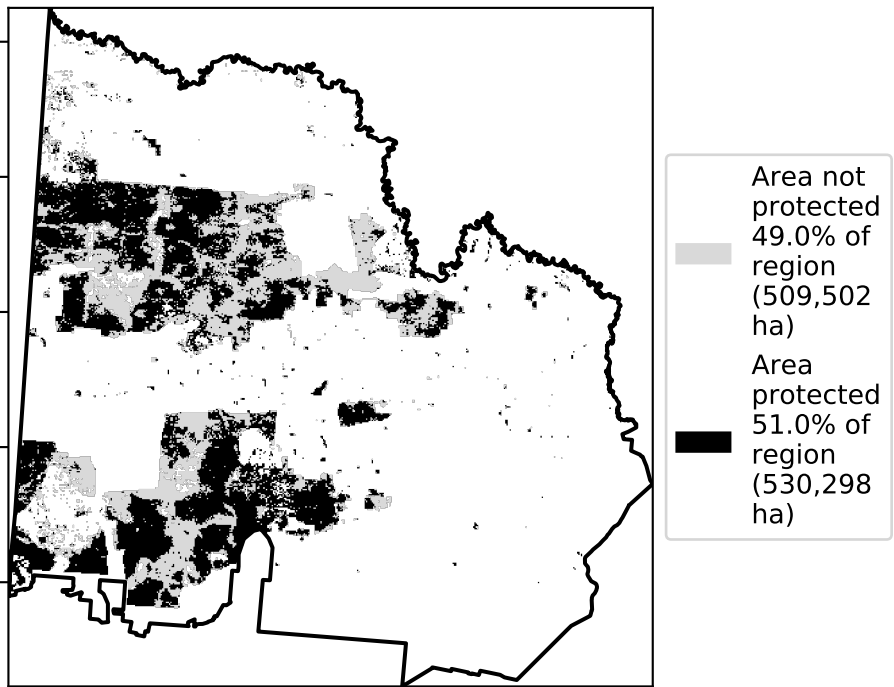 Area not
protected
49.0% of
region
(509,502
ha)
Area
protected
51.0% of
region
(530,298
ha)